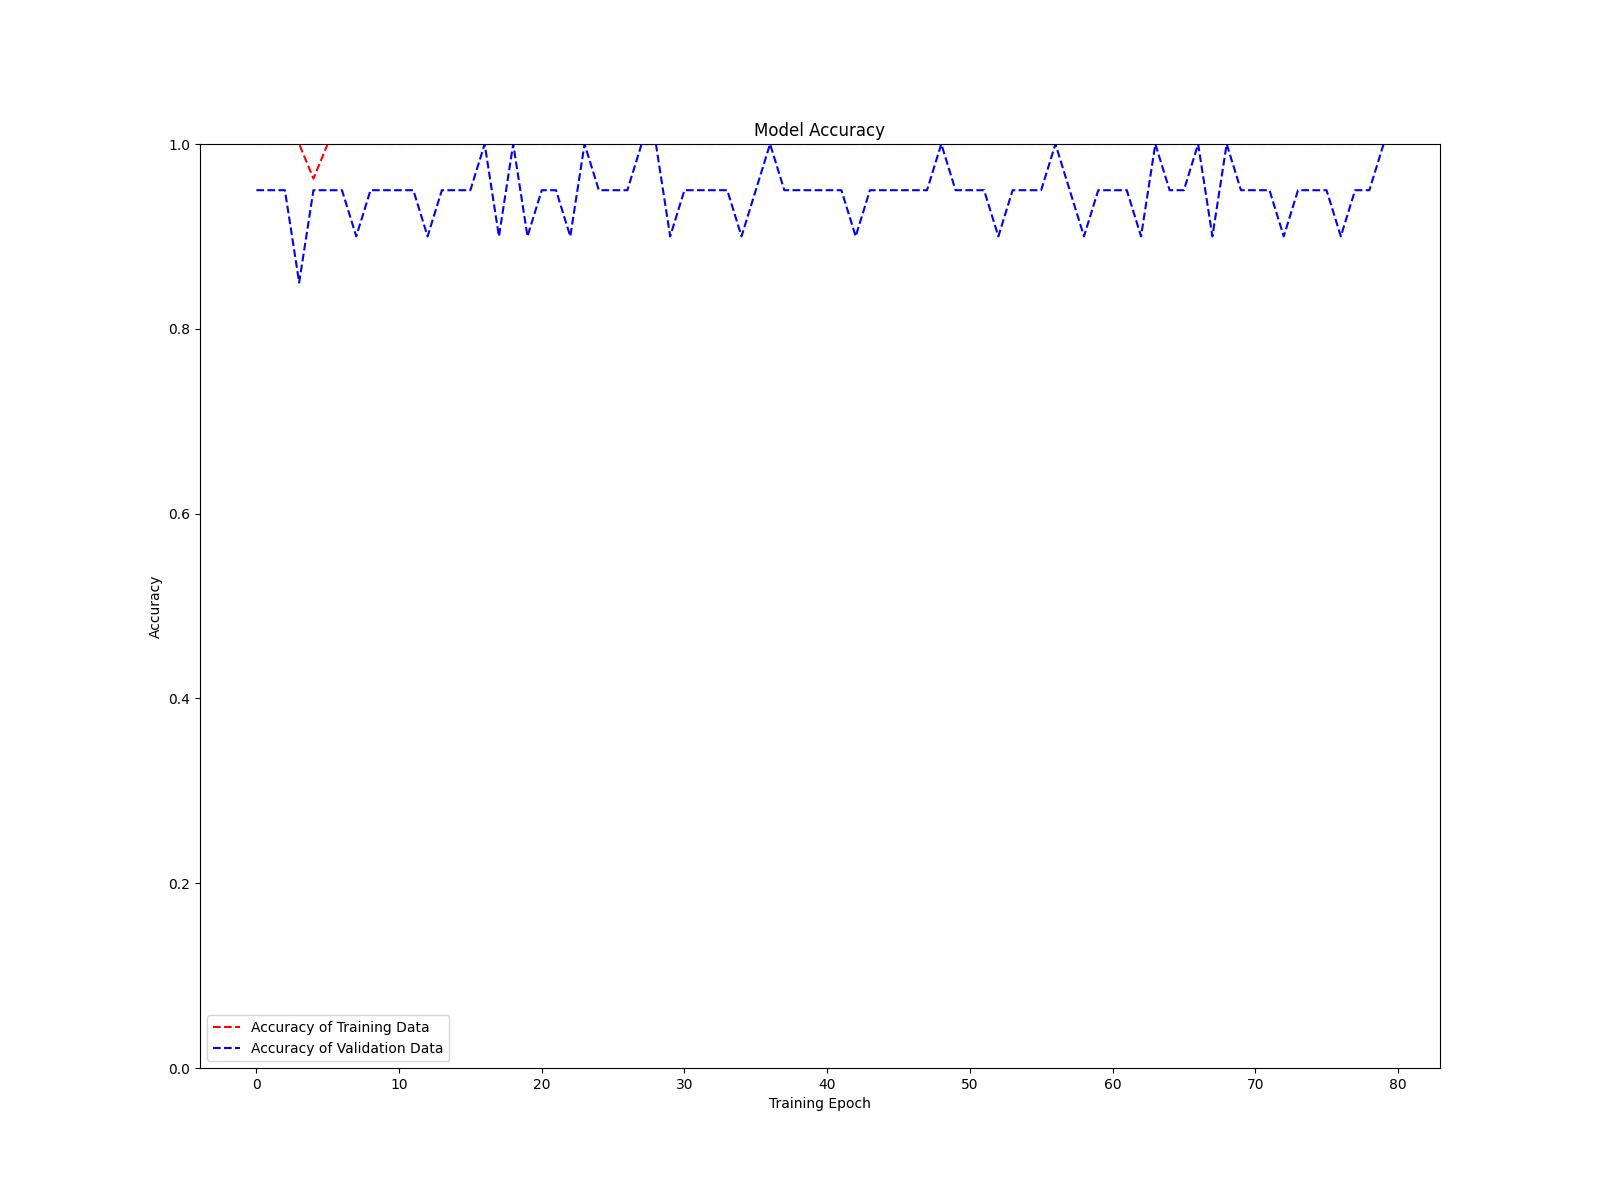 Model Accuracy
1.0
0.8
0.6
0.4
0.2
0.0
Accuracy
Accuracy of Training Data
Accuracy of Validation Data
0 10 20 30 40 50 60 70 80
Training Epoch